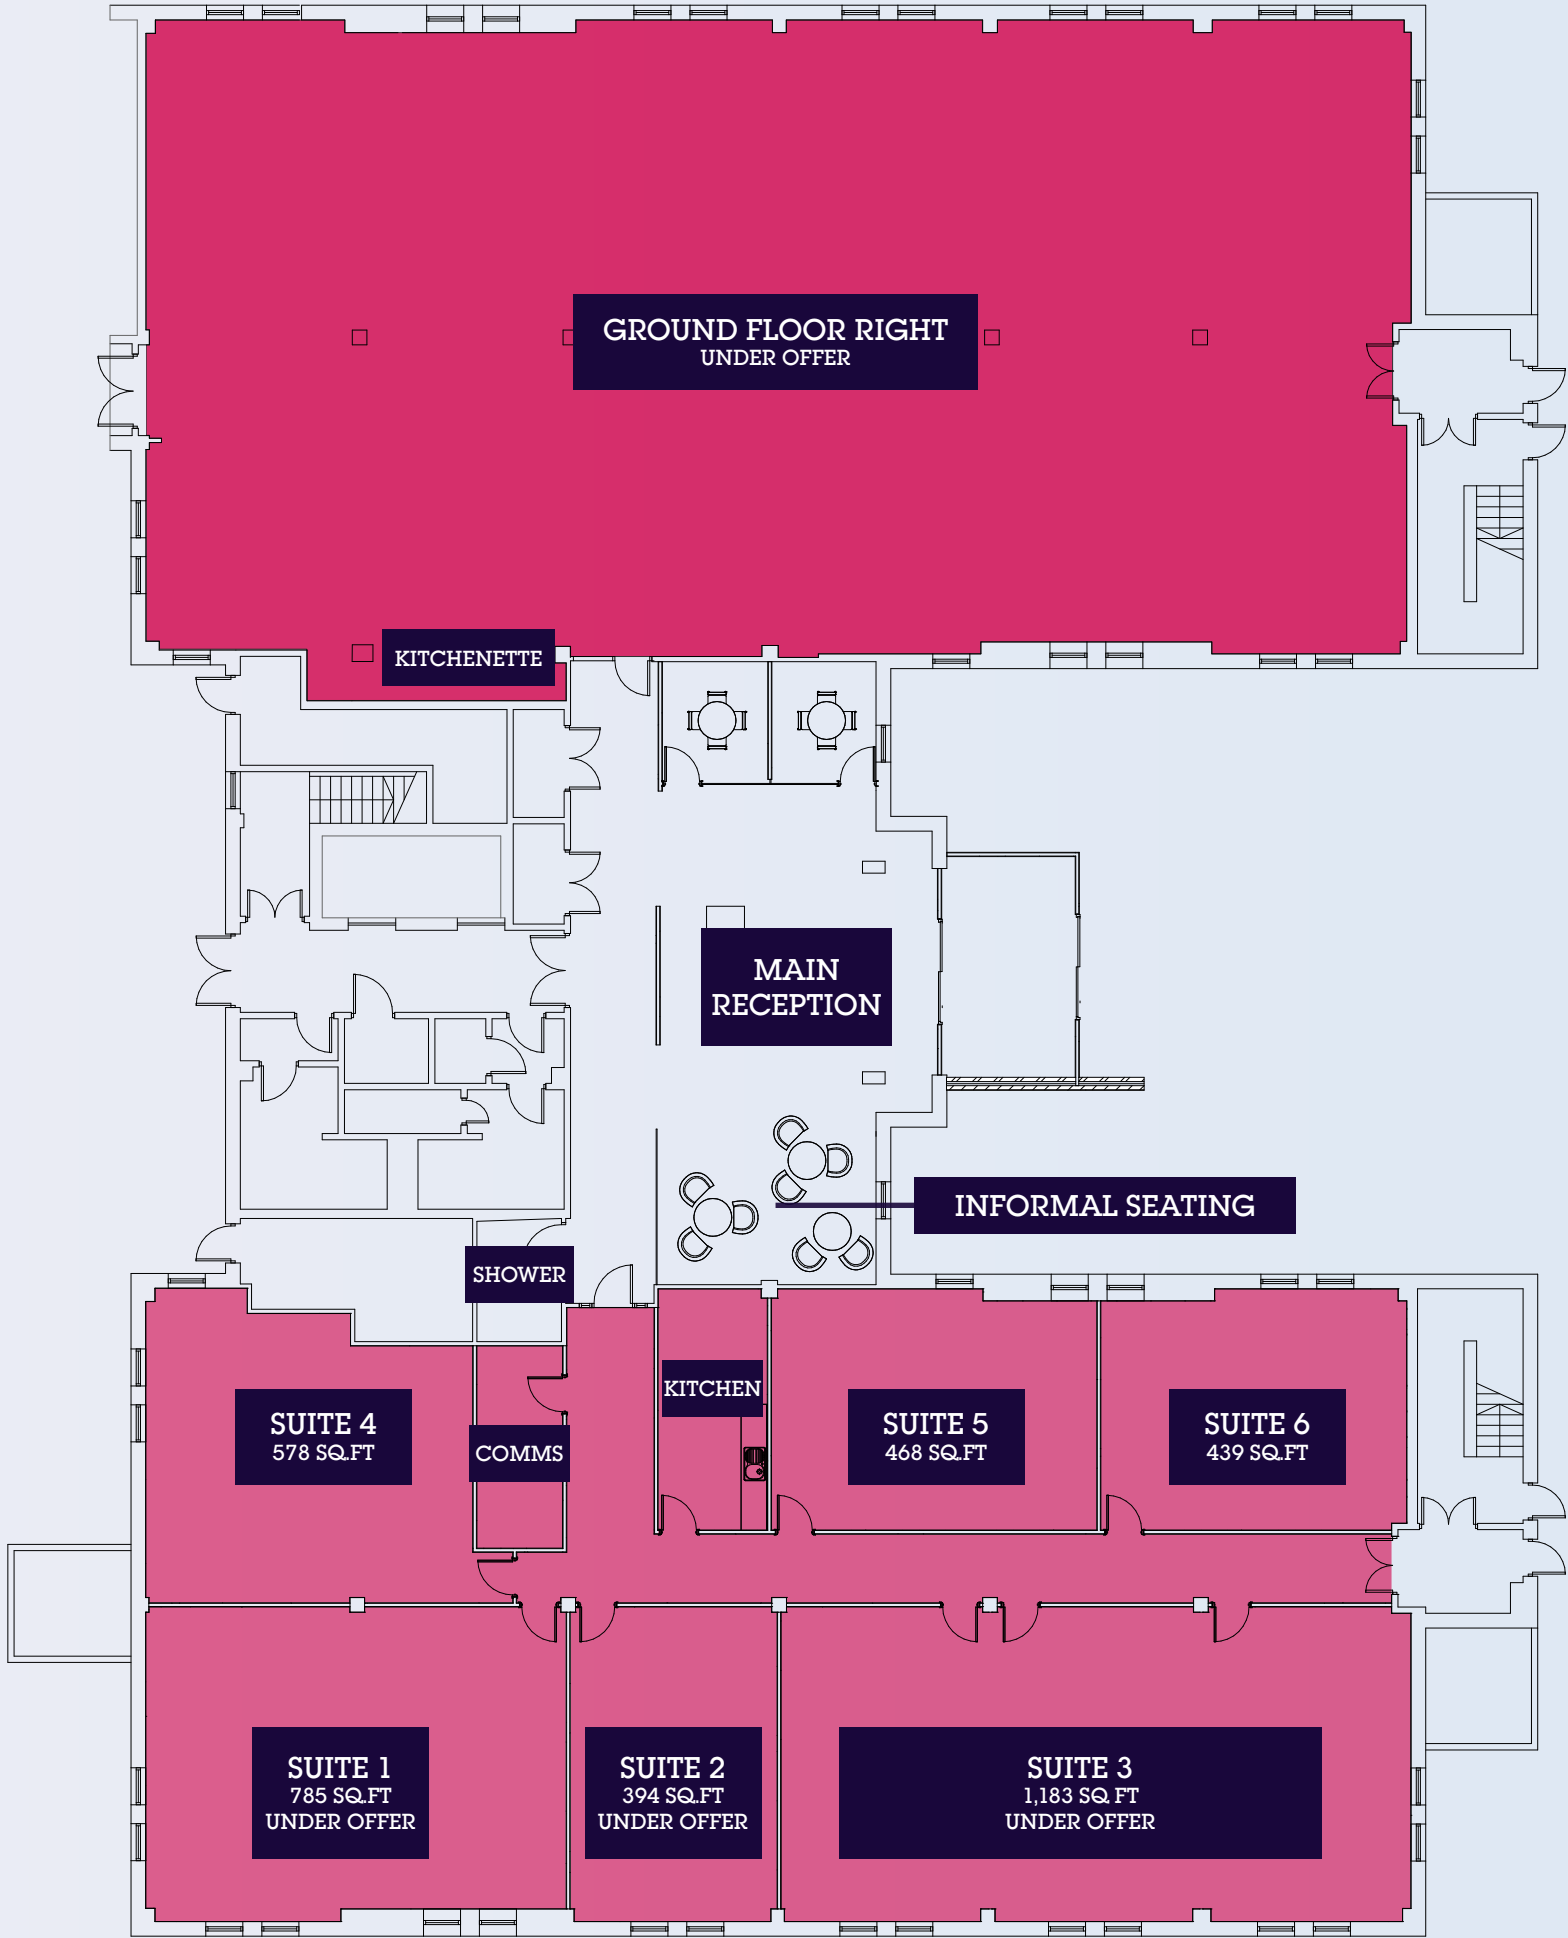 GROUND FLOOR RIGHT
UNDER OFFER
KITCHENETTE
MAIN
RECEPTION
INFORMAL SEATING
SHOWER
KITCHEN
SUITE 4
578 SQ.FT
COMMS
SUITE 5
468 SQ.FT
SUITE 6
439 SQ.FT
SUITE 1
785 SQ.FT
UNDER OFFER
SUITE 2
394 SQ.FT
UNDER OFFER
SUITE 3
1,183 SQ. FT
UNDER OFFER